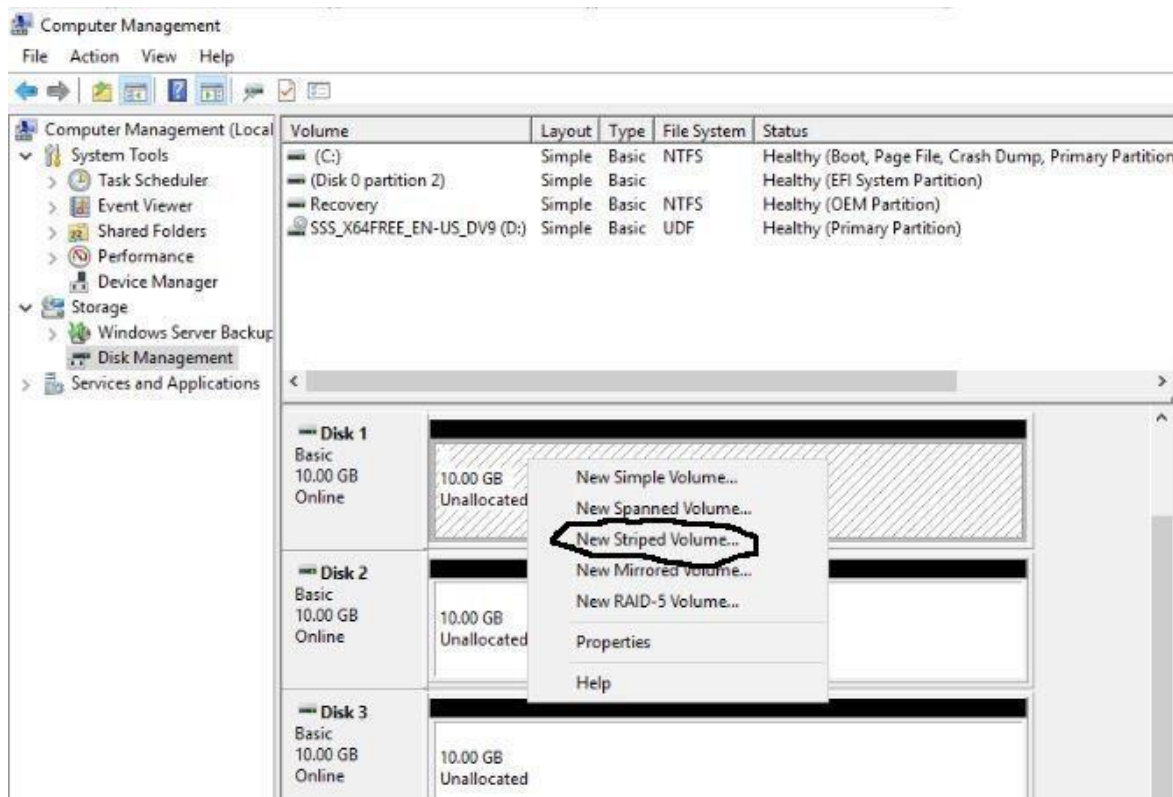 Computer Management
File Action View Help
Computer Management (Local
System Tools
Task Scheduler
Event Viewer
Shared Folders
Performance
Device Manager
Storage
Windows Server Backup
Disk Management
Services and Applications
Volume Layout Type File System Status
(C:) Simple Basic NTFS Healthy (Boot, Page File, Crash Dump, Primary Partition
(Disk 0 partition 2) Simple Basic Healthy (EFI System Partition)
Recovery Simple Basic NTFS Healthy (OEM Partition)
SSS_X64FREE_EN-US_DV9 (D:) Simple Basic UDF Healthy (Primary Partition)
Disk 1
Basic
10.00 GB
Online
10.00 GB
Unallocated
New Simple Volume...
New Spanned Volume...
New Striped Volume...
New Mirrored Volume...
New RAID-5 Volume...
Properties
Help
Disk 2
Basic
10.00 GB
Online
10.00 GB
Unallocated
Disk 3
Basic
10.00 GB
Online
10.00 GB
Unallocated